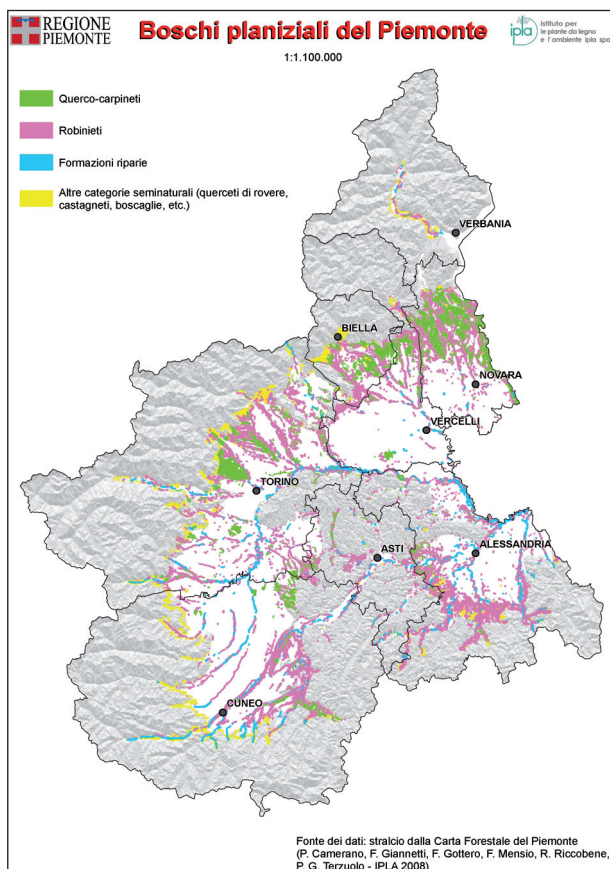 REGIONE
PIEMONTE
Boschi planiziali del Piemonte
ipla
istituto per
le piante da legno
e l'ambiente ipla spa
1:1.100.000
Querco-carpineti
Robinieti
Formazioni riparie
Altre categorie seminaturali (querceti di rovere,
castagneti, boscaglie, etc.)
VERBANIA
BIELLA
NOVARA
VERCELLI
TORINO
ASTI
ALESSANDRIA
CUNEO
Fonte dei dati: stralcio dalla Carta Forestale del Piemonte
(P. Camerano, F. Giannetti, F. Gottero, F. Mensio, R. Riccobene,
P. G. Terzuolo - IPLA 2008)